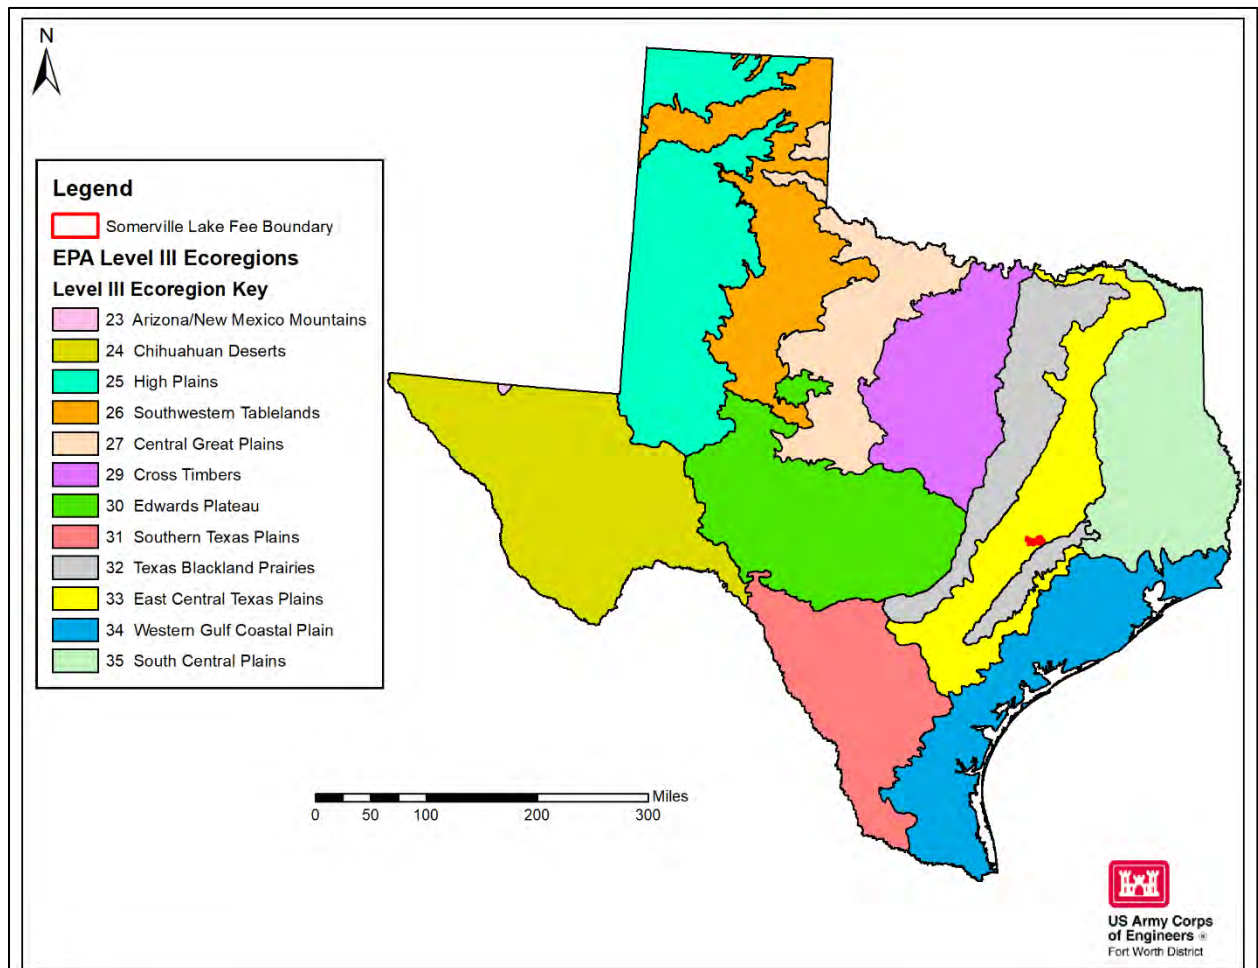 N
Legend
Somerville Lake Fee Boundary
EPA Level III Ecoregions
Level III Ecoregion Key
23 Arizona/New Mexico Mountains
24 Chihuahuan Deserts
25 High Plains
26 Southwestern Tablelands
27 Central Great Plains
29 Cross Timbers
30 Edwards Plateau
31 Southern Texas Plains
32 Texas Blackland Prairies
33 East Central Texas Plains
34 Western Gulf Coastal Plain
35 South Central Plains
Miles
0 50 100 200 300
US Army Corps
of Engineers ®
Fort Worth District